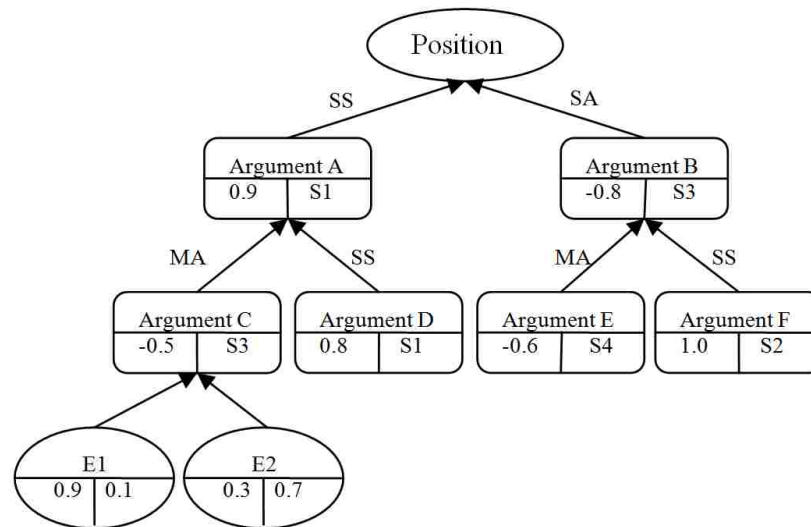 Position
SS
SA
Argument A
0.9 S1
Argument B
-0.8 S3
MA
SS
MA
SS
Argument C
-0.5 S3
Argument D
0.8 S1
Argument E
-0.6 S4
Argument F
1.0 S2
E1
0.9 0.1
E2
0.3 0.7